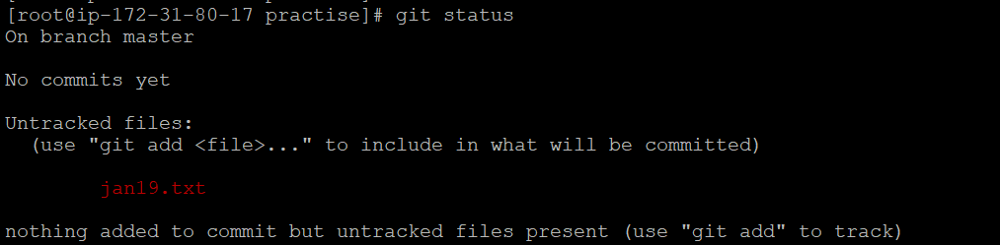 [root@ip-172-31-80-17 practise]# git status
On branch master
No commits yet
Untracked files:
(use "git add <file>..." to include in what will be committed)
jan19.txt
nothing added to commit but untracked files present (use "git add" to track)